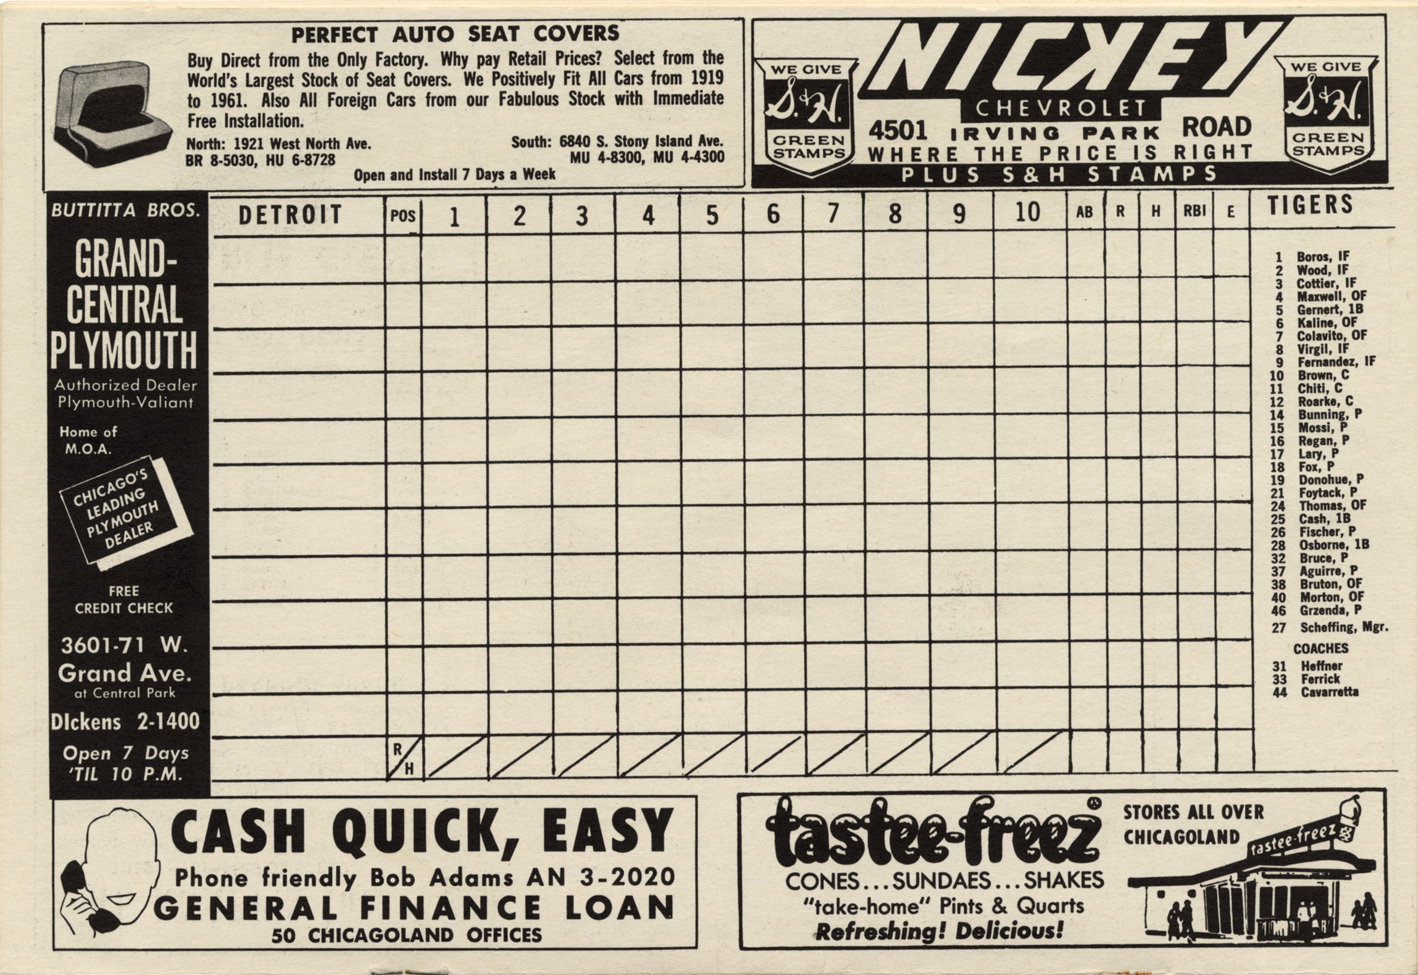 PERFECT AUTO SEAT COVERS
Buy Direct from the Only Factory. Why pay Retail Prices? Select from the
World's Largest Stock of Seat Covers. We Positively Fit All Cars from 1919
to 1961. Also All Foreign Cars from our Fabulous Stock with Immediate
Free Installation.
North: 1921 West North Ave.
BR 8-5030, HU 6-8728
South: 6840 S. Stony Island Ave.
MU 4-8300, MU 4-4300
Open and Install 7 Days a Week
NICKEY
CHEVROLET
WE GIVE
S&H
GREEN
STAMPS
4501 IRVING PARK ROAD
WHERE THE PRICE IS RIGHT
PLUS S&H STAMPS
WE GIVE
S&H
GREEN
STAMPS
BUTTITTA BROS.
GRAND-
CENTRAL
PLYMOUTH
Authorized Dealer
Plymouth-Valiant
Home of
M.O.A.
CHICAGO'S
LEADING
PLYMOUTH
DEALER
FREE
CREDIT CHECK
3601-71 W.
Grand Ave.
at Central Park
DIckens 2-1400
Open 7 Days
'TIL 10 P.M.
DETROIT POS 1 2 3 4 5 6 7 8 9 10 AB R H RBI E
R
H
TIGERS
1 Boros, IF
2 Wood, IF
3 Cottier, IF
4 Maxwell, OF
5 Gernert, 1B
6 Kaline, OF
7 Colavito, OF
8 Virgil, IF
9 Fernandez, IF
10 Brown, C
11 Chiti, C
12 Roarke, C
14 Bunning, P
15 Mossi, P
16 Regan, P
17 Lary, P
18 Fox, P
19 Donohue, P
21 Foytack, P
24 Thomas, OF
25 Cash, 1B
26 Fischer, P
28 Osborne, 1B
32 Bruce, P
37 Aguirre, P
38 Bruton, OF
40 Morton, OF
46 Grzenda, P
27 Scheffing, Mgr.
COACHES
31 Heffner
33 Ferrick
44 Cavarretta
CASH QUICK, EASY
Phone friendly Bob Adams AN 3-2020
GENERAL FINANCE LOAN
50 CHICAGOLAND OFFICES
tastee-freez ®
CONES...SUNDAES...SHAKES
"take-home" Pints & Quarts
Refreshing! Delicious!
STORES ALL OVER
CHICAGOLAND
tastee-freez